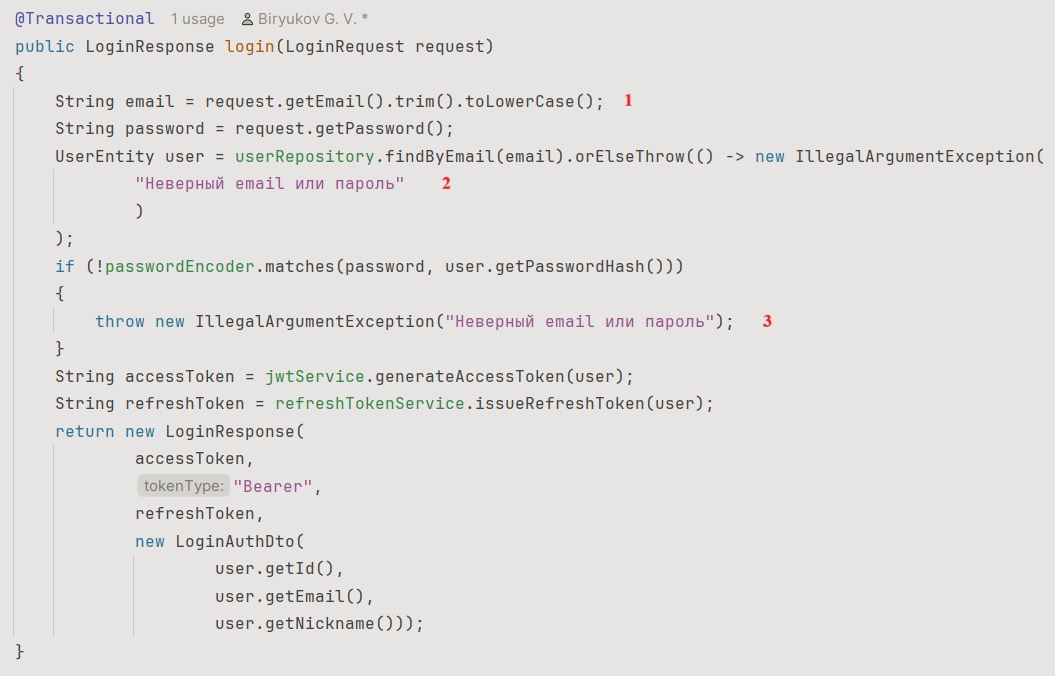 @Transactional 1 usage Biryukov G. V. *
public LoginResponse login(LoginRequest request)
{
    String email = request.getEmail().trim().toLowerCase(); 1
    String password = request.getPassword();
    UserEntity user = userRepository.findByEmail(email).orElseThrow(() -> new IllegalArgumentException(
            "Неверный email или пароль" 2
            )
    );
    if (!passwordEncoder.matches(password, user.getPasswordHash()))
    {
        throw new IllegalArgumentException("Неверный email или пароль"); 3
    }
    String accessToken = jwtService.generateAccessToken(user);
    String refreshToken = refreshTokenService.issueRefreshToken(user);
    return new LoginResponse(
            accessToken,
            tokenType: "Bearer",
            refreshToken,
            new LoginAuthDto(
                    user.getId(),
                    user.getEmail(),
                    user.getNickname()));
}